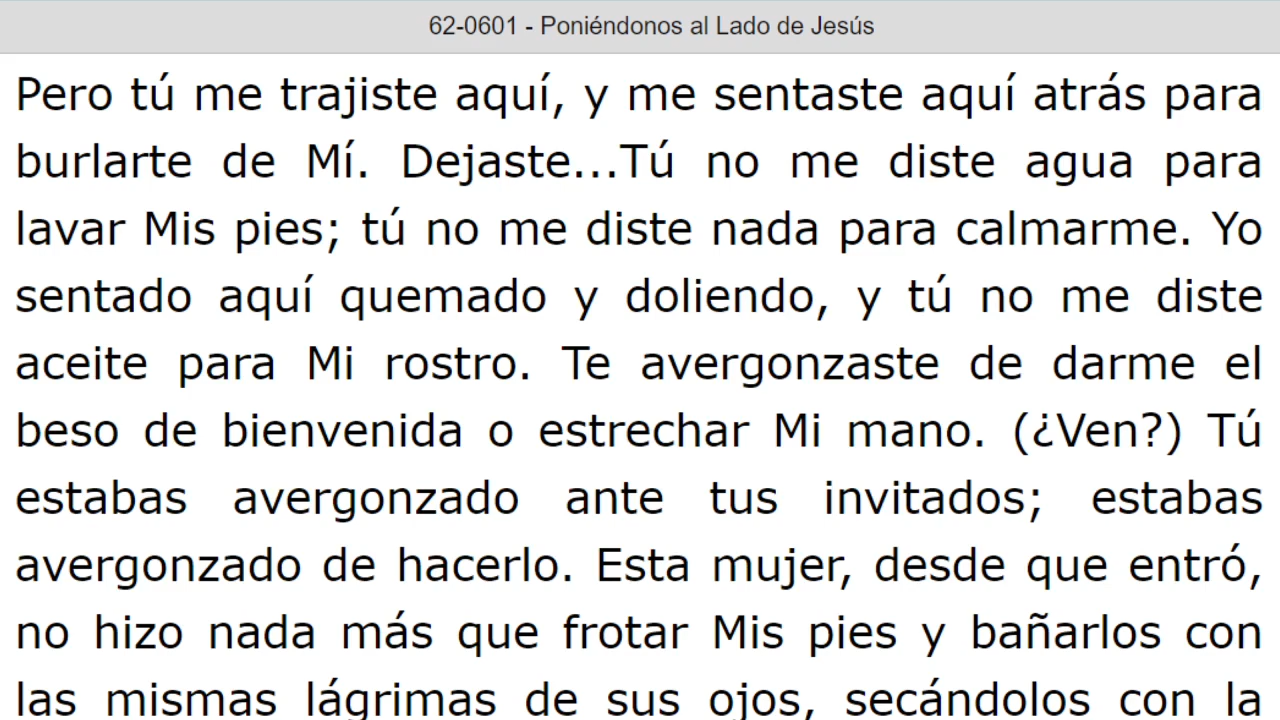 62-0601 - Poniéndonos al Lado de Jesús
Pero tú me trajiste aquí, y me sentaste aquí atrás para
burlarte de Mí. Dejaste...Tú no me diste agua para
lavar Mis pies; tú no me diste nada para calmarme. Yo
sentado aquí quemado y doliendo, y tú no me diste
aceite para Mi rostro. Te avergonzaste de darme el
beso de bienvenida o estrechar Mi mano. (¿Ven?) Tú
estabas avergonzado ante tus invitados; estabas
avergonzado de hacerlo. Esta mujer, desde que entró,
no hizo nada más que frotar Mis pies y bañarlos con
las mismas lágrimas de sus ojos, secándolos con la